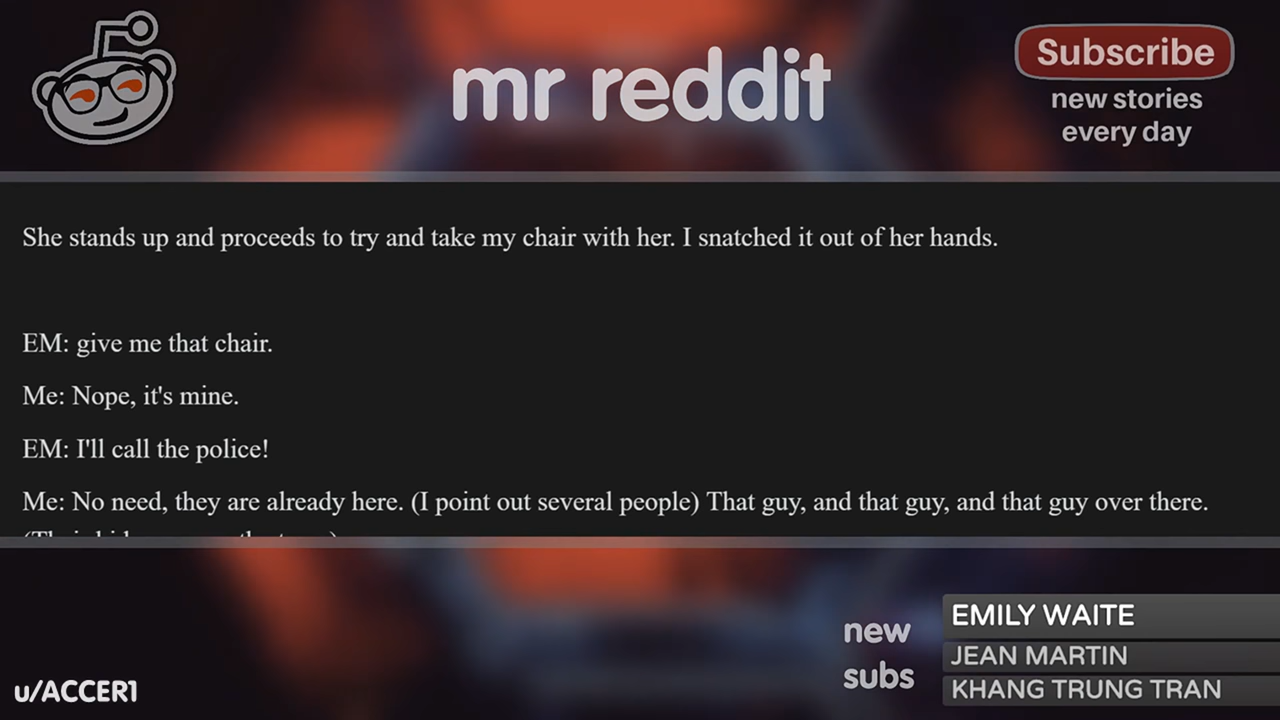 mr reddit
Subscribe
new stories
every day
She stands up and proceeds to try and take my chair with her. I snatched it out of her hands.
EM: give me that chair.
Me: Nope, it's mine.
EM: I'll call the police!
Me: No need, they are already here. (I point out several people) That guy, and that guy, and that guy over there.
new
subs
EMILY WAITE
JEAN MARTIN
KHANG TRUNG TRAN
u/ACCER1